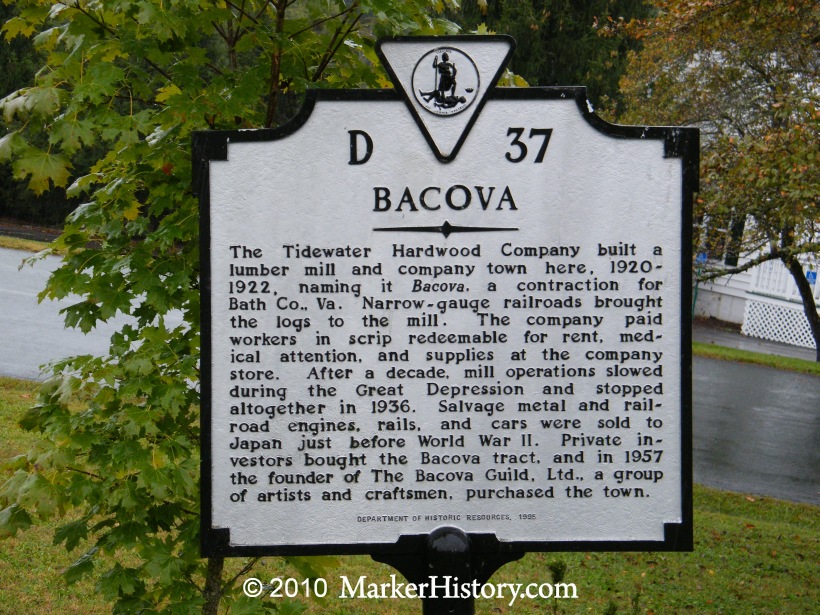 D 37
BACOVA
The Tidewater Hardwood Company built a
lumber mill and company town here, 1920-
1922, naming it Bacova, a contraction for
Bath Co., Va. Narrow-gauge railroads brought
the logs to the mill. The company paid
workers in scrip redeemable for rent, med-
ical attention, and supplies at the company
store. After a decade, mill operations slowed
during the Great Depression and stopped
altogether in 1936. Salvage metal and rail-
road engines, rails, and cars were sold to
Japan just before World War II. Private in-
vestors bought the Bacova tract, and in 1957
the founder of The Bacova Guild, Ltd., a group
of artists and craftsmen, purchased the town.
DEPARTMENT OF HISTORIC RESOURCES, 1995
© 2010 MarkerHistory.com